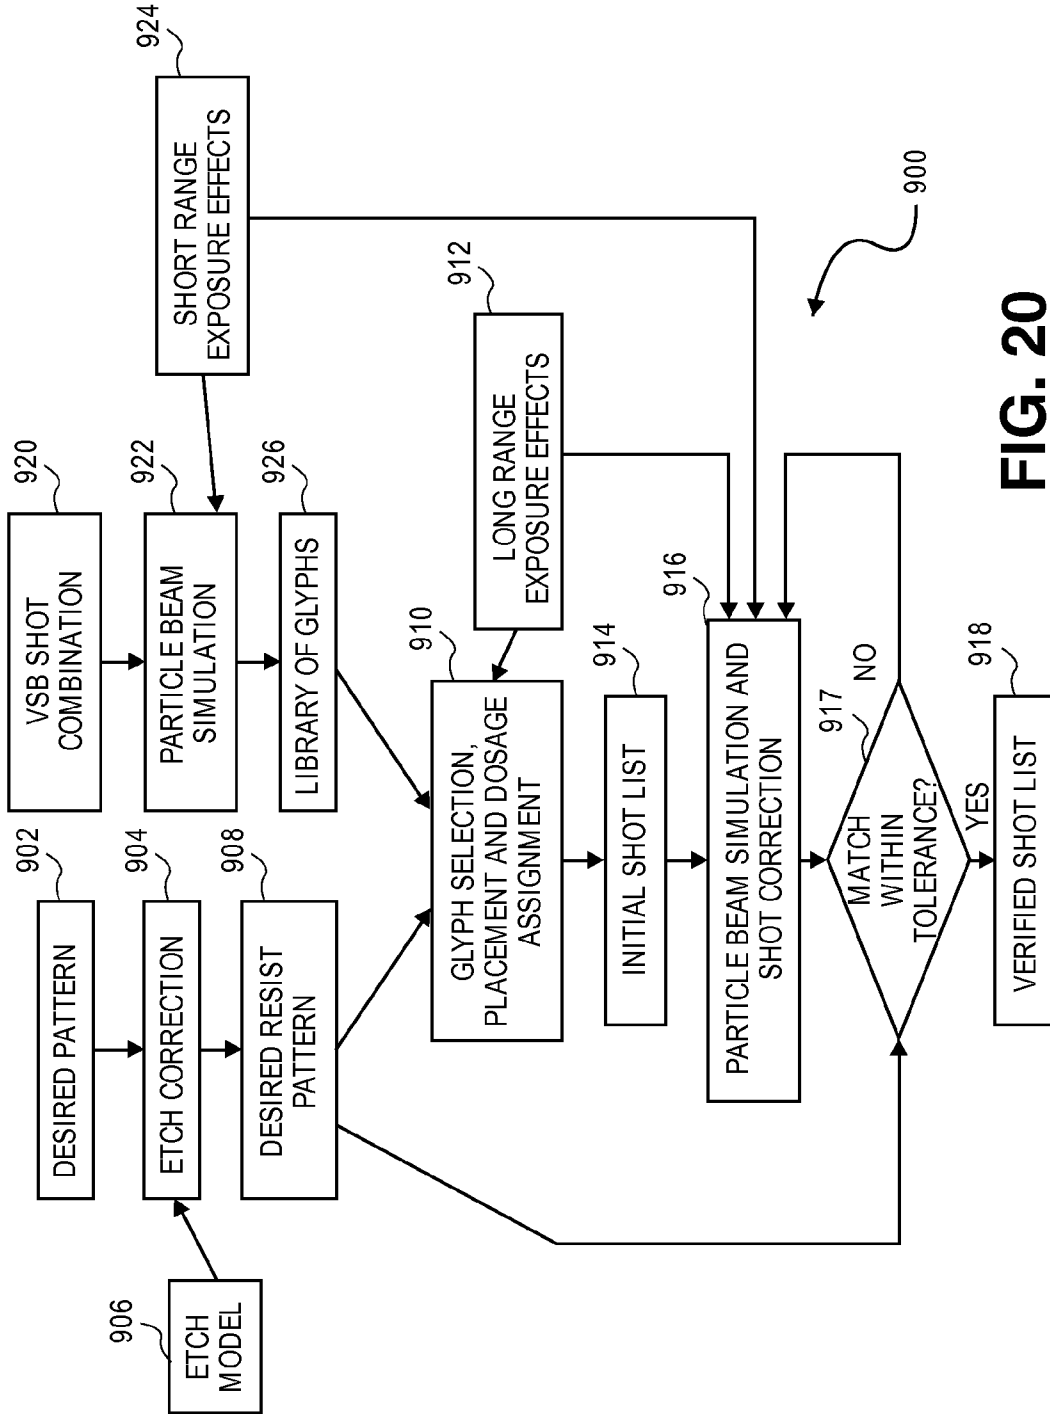 902
DESIRED PATTERN
906
ETCH
MODEL
904
ETCH CORRECTION
908
DESIRED RESIST
PATTERN
920
VSB SHOT
COMBINATION
922
PARTICLE BEAM
SIMULATION
924
SHORT RANGE
EXPOSURE EFFECTS
926
LIBRARY OF GLYPHS
910
GLYPH SELECTION,
PLACEMENT AND DOSAGE
ASSIGNMENT
912
LONG RANGE
EXPOSURE EFFECTS
914
INITIAL SHOT LIST
916
PARTICLE BEAM SIMULATION AND
SHOT CORRECTION
917
MATCH
WITHIN
TOLERANCE?
NO
YES
918
VERIFIED SHOT LIST
900
FIG. 20